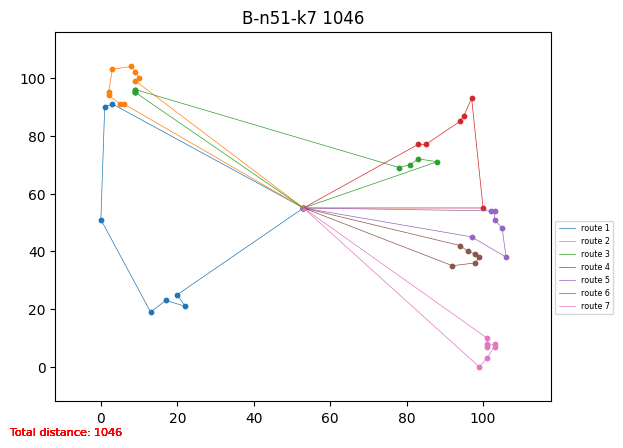 B-n51-k7 1046
100
80
60
40
20
0
0 20 40 60 80 100
route 1
route 2
route 3
route 4
route 5
route 6
route 7
Total distance: 1046